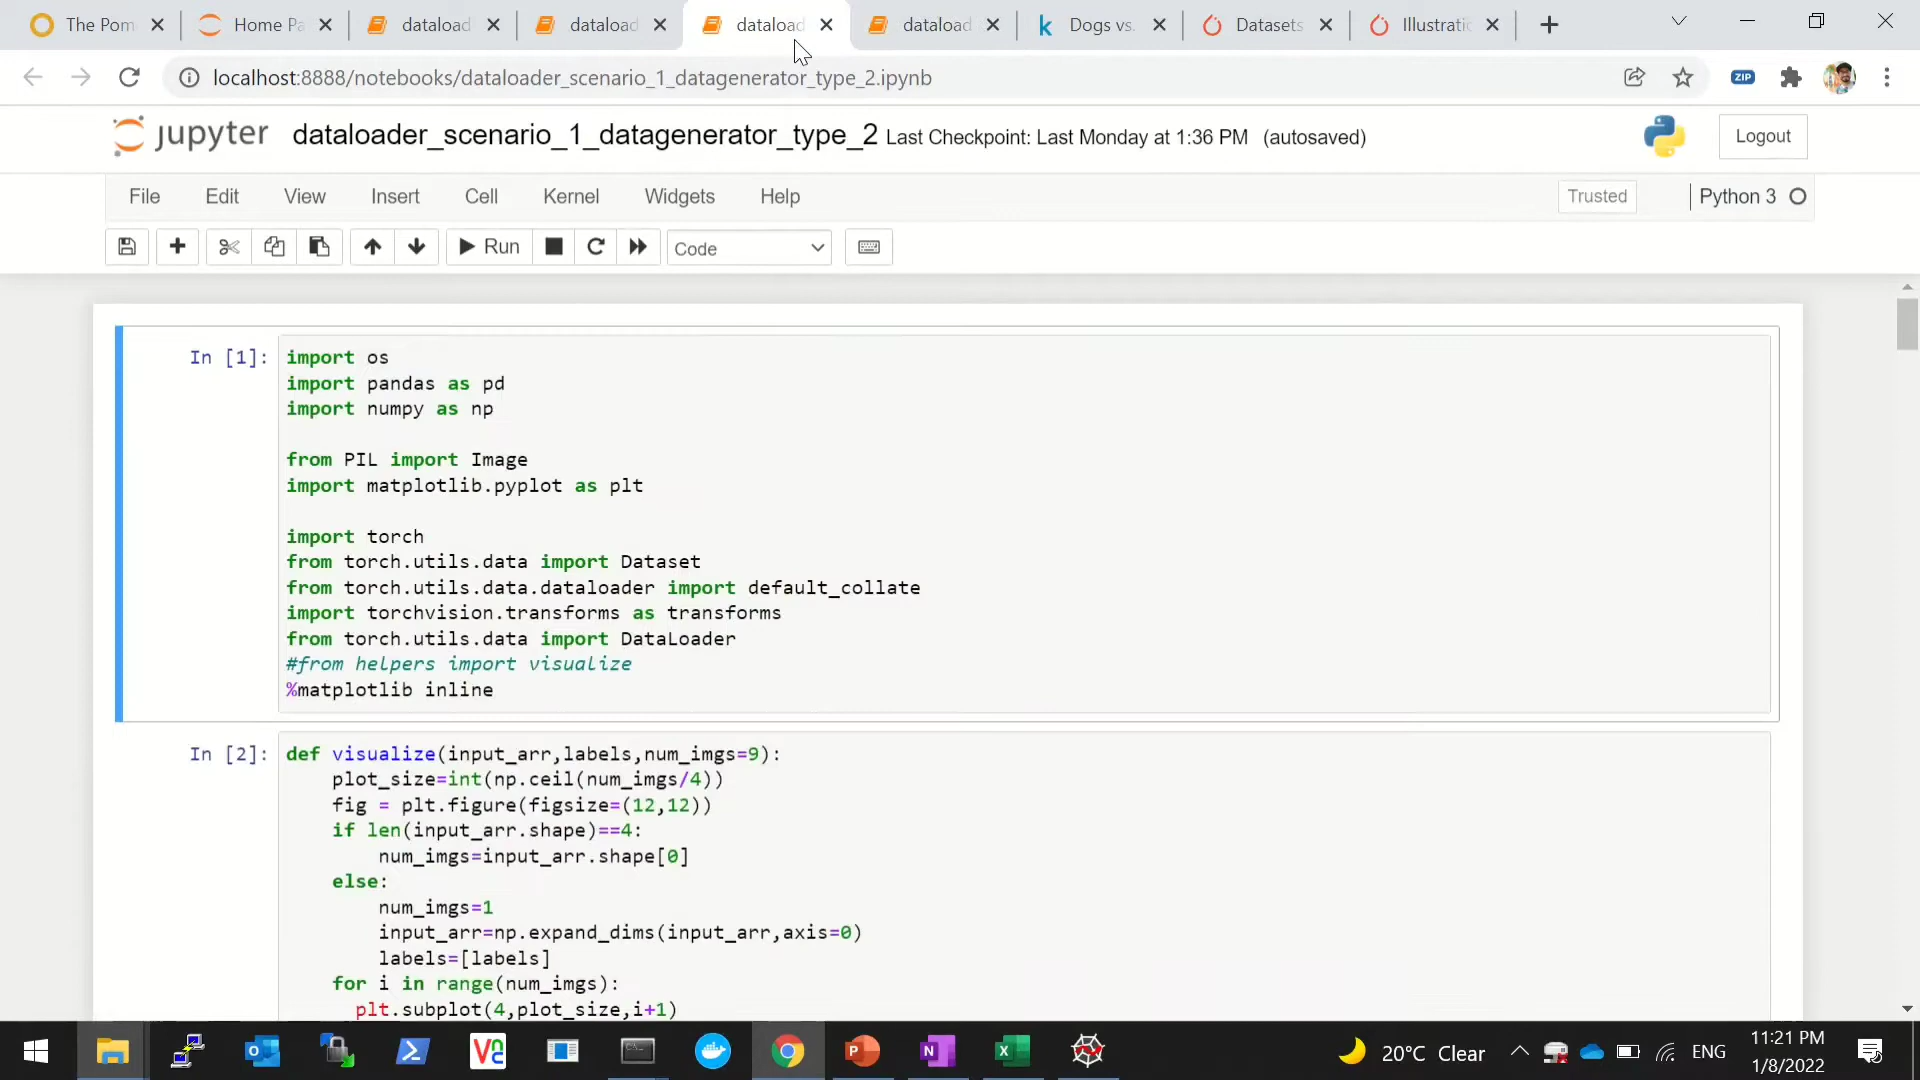 The Pom
Home Pa
dataload
dataload
dataload
dataload
Dogs vs.
Datasets
Illustratio
localhost:8888/notebooks/dataloader_scenario_1_datagenerator_type_2.ipynb
ZIP
jupyter dataloader_scenario_1_datagenerator_type_2 Last Checkpoint: Last Monday at 1:36 PM (autosaved)
Logout
File Edit View Insert Cell Kernel Widgets Help
Trusted
Python 3
Run
Code
In [1]:
import os
import pandas as pd
import numpy as np
from PIL import Image
import matplotlib.pyplot as plt
import torch
from torch.utils.data import Dataset
from torch.utils.data.dataloader import default_collate
import torchvision.transforms as transforms
from torch.utils.data import DataLoader
#from helpers import visualize
%matplotlib inline
In [2]:
def visualize(input_arr,labels,num_imgs=9):
plot_size=int(np.ceil(num_imgs/4))
fig = plt.figure(figsize=(12,12))
if len(input_arr.shape)==4:
num_imgs=input_arr.shape[0]
else:
num_imgs=1
input_arr=np.expand_dims(input_arr,axis=0)
labels=[labels]
for i in range(num_imgs):
plt.subplot(4,plot_size,i+1)
20°C Clear
ENG
11:21 PM
1/8/2022